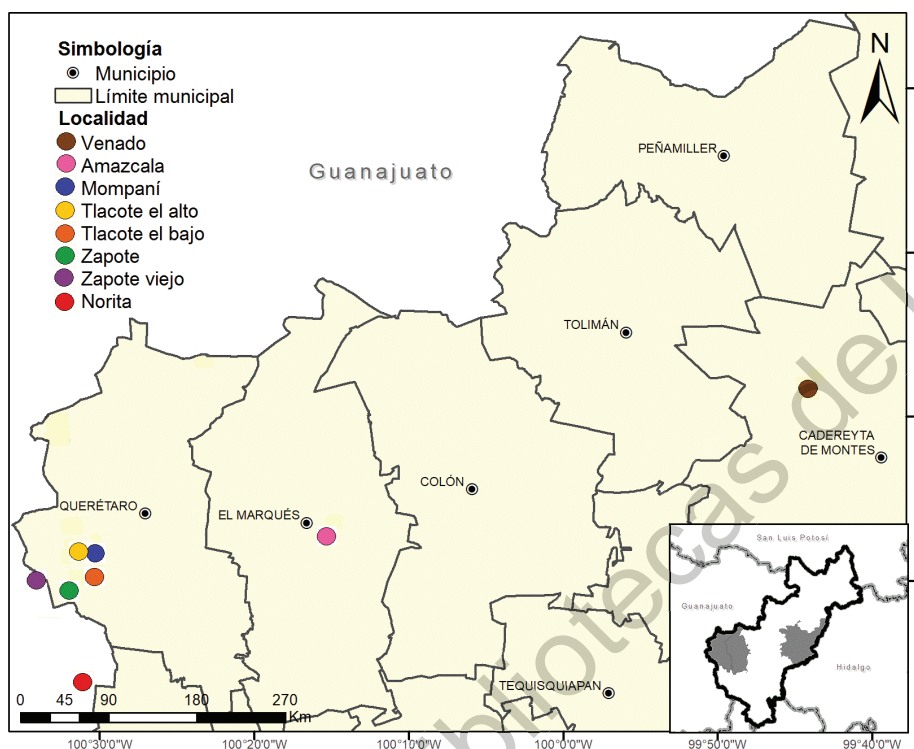 Simbología
Municipio
Límite municipal
Localidad
Venado
Amazcala
Mompaní
Tlacote el alto
Tlacote el bajo
Zapote
Zapote viejo
Norita
Guanajuato
N
PEÑAMILLER
TOLIMÁN
CADEREYTA
DE MONTES
COLÓN
QUERÉTARO
EL MARQUÉS
TEQUISQUIAPAN
bliotecas de
San Luis Potosí
Guanajuato
Hidalgo
0 45 90 180 270
Km
100°30'0"W 100°20'0"W 100°10'0"W 100°0'0"W 99°50'0"W 99°40'0"W